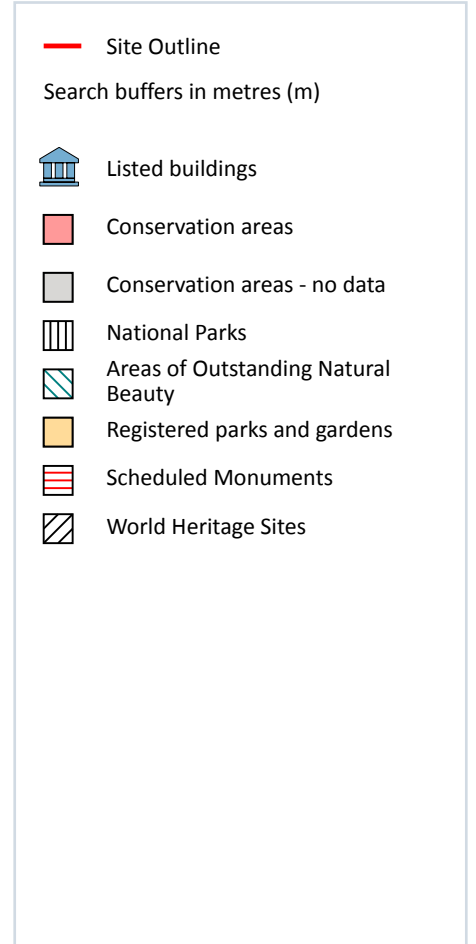 Site Outline
Search buffers in metres (m)
Listed buildings
Conservation areas
Conservation areas - no data
National Parks
Areas of Outstanding Natural
Beauty
Registered parks and gardens
Scheduled Monuments
World Heritage Sites